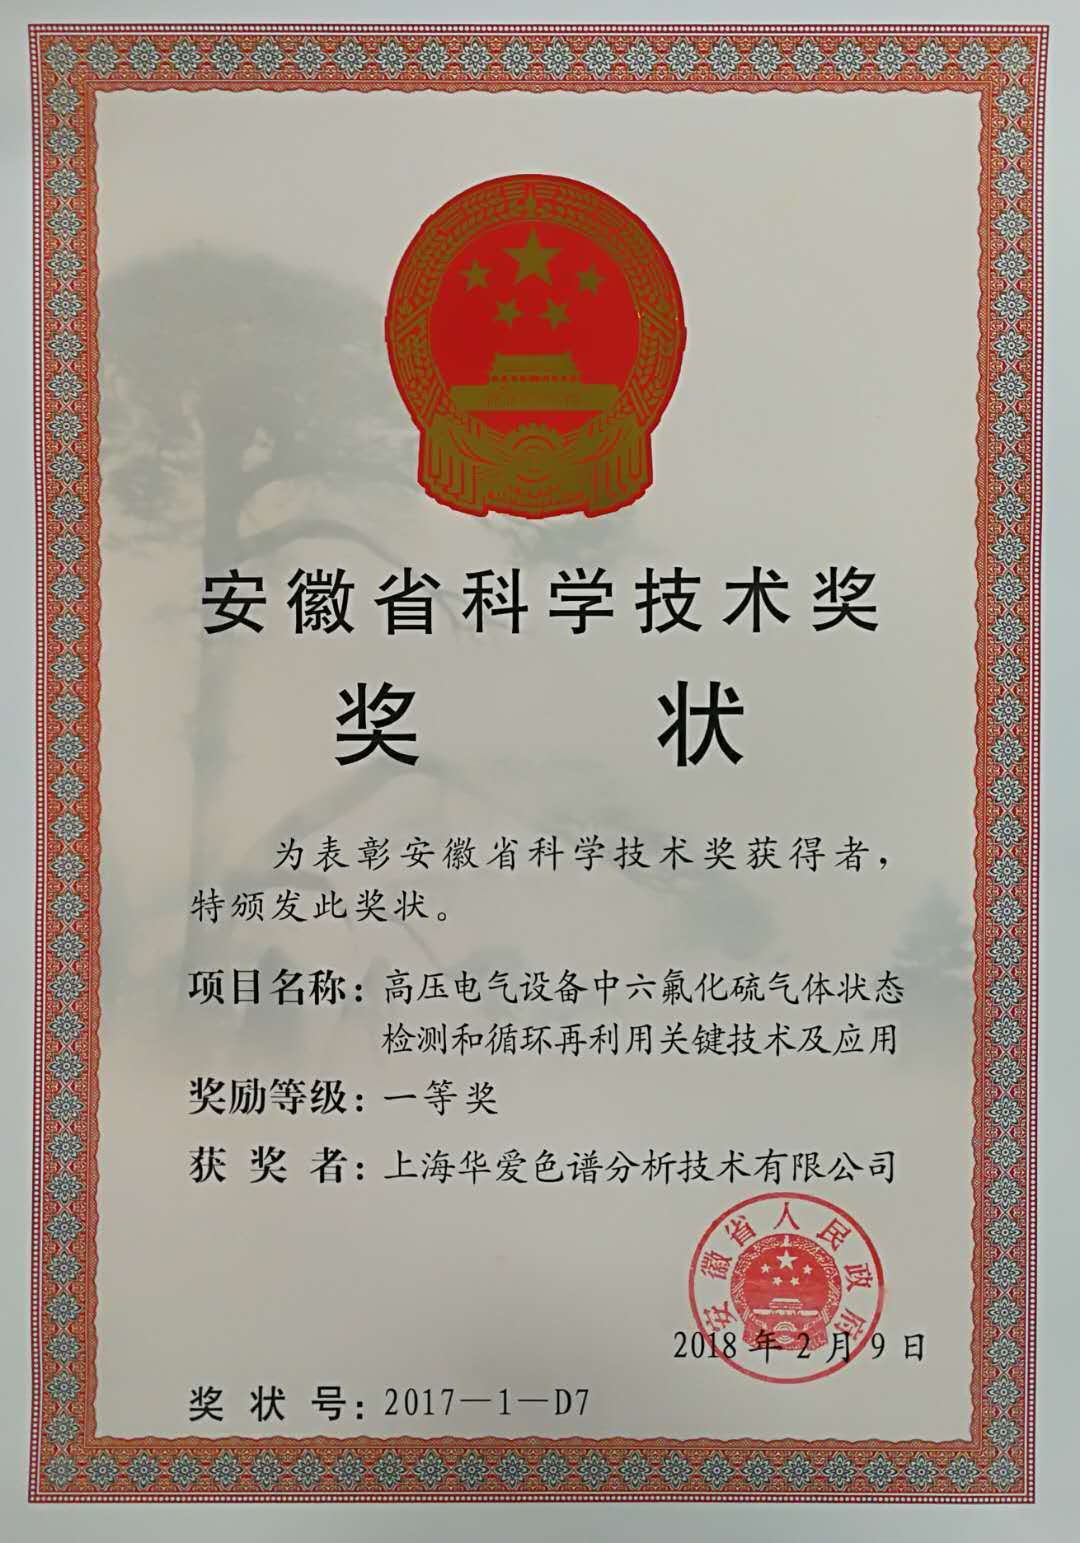 安徽省科学技术奖
奖状
为表彰安徽省科学技术奖获得者，
特颁发此奖状。
项目名称：高压电气设备中六氟化硫气体状态
检测和循环再利用关键技术及应用
奖励等级：一等奖
获奖者：上海华爱色谱分析技术有限公司
安徽省人民政府
2018年2月9日
奖状号：2017—1—D7